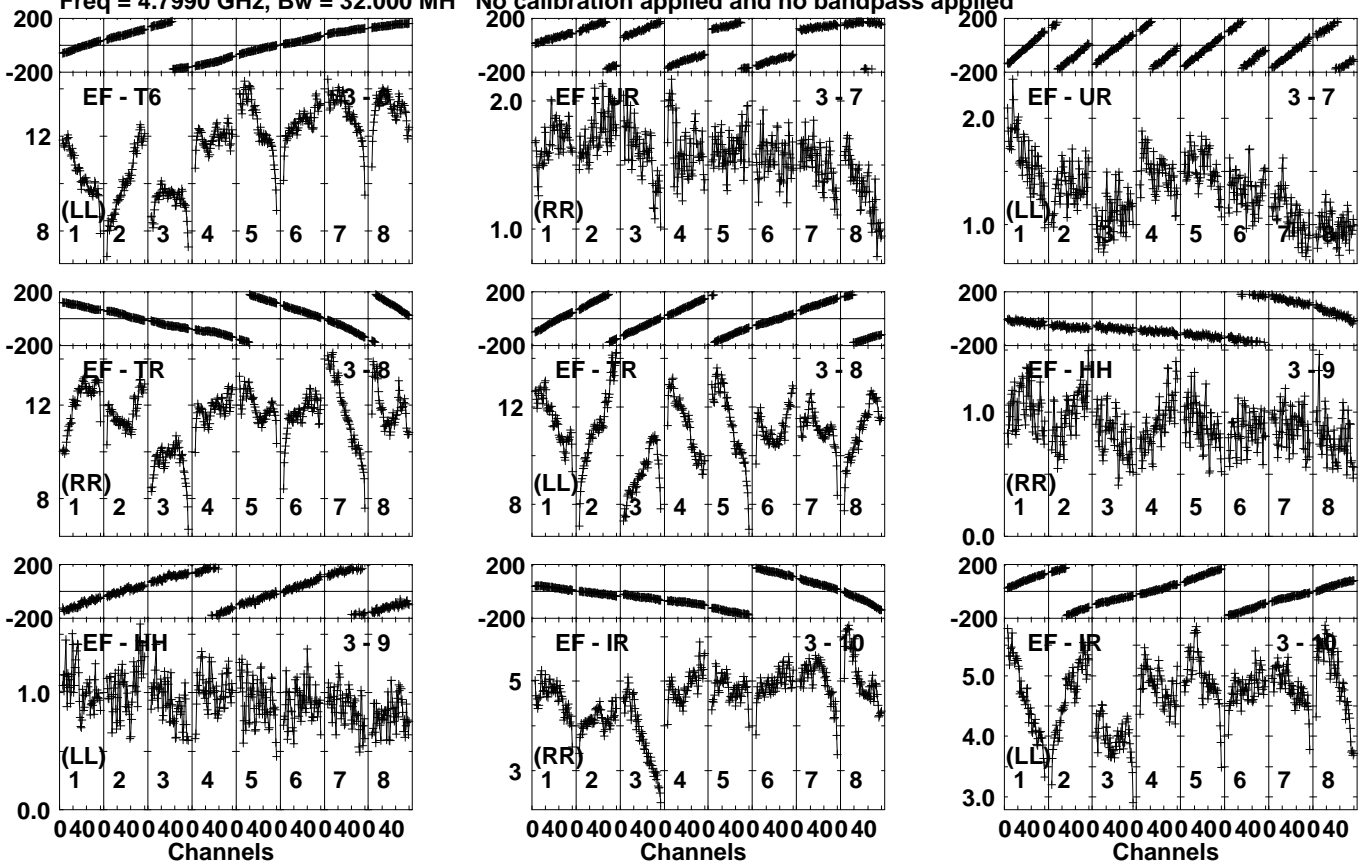 Freq = 4.7990 GHz, Bw = 32.000 MH No calibration applied and no bandpass applied
200 200 200
-200 -200 -200
EF - T6 3 - 8 EF - UR 3 - 7 EF - UR 3 - 7
12 2.0 2.0
8 1.0 1.0
(LL) (RR) (LL)
1 2 3 4 5 6 7 8 1 2 3 4 5 6 7 8 1 2 3 4 5 6 7 8
200 200 200
-200 -200 -200
EF - TR 3 - 8 EF - TR 3 - 8 EF - HH 3 - 9
12 12 1.0
8 8 0.0
(RR) (LL) (RR)
1 2 3 4 5 6 7 8 1 2 3 4 5 6 7 8 1 2 3 4 5 6 7 8
200 200 200
-200 -200 -200
EF - HH 3 - 9 EF - IR 3 - 10 EF - IR 3 - 10
1.0 5 5.0
4.0
0.0 3 3.0
(LL) (RR) (LL)
1 2 3 4 5 6 7 8 1 2 3 4 5 6 7 8 1 2 3 4 5 6 7 8
0 40 0 40 0 40 0 40 0 40 0 40 0 40 0 40 0 40 0 40 0 40 0 40 0 40 0 40 0 40 0 40 0 40 0 40 0 40 0 40 0 40 0 40 0 40 0 40
Channels Channels Channels